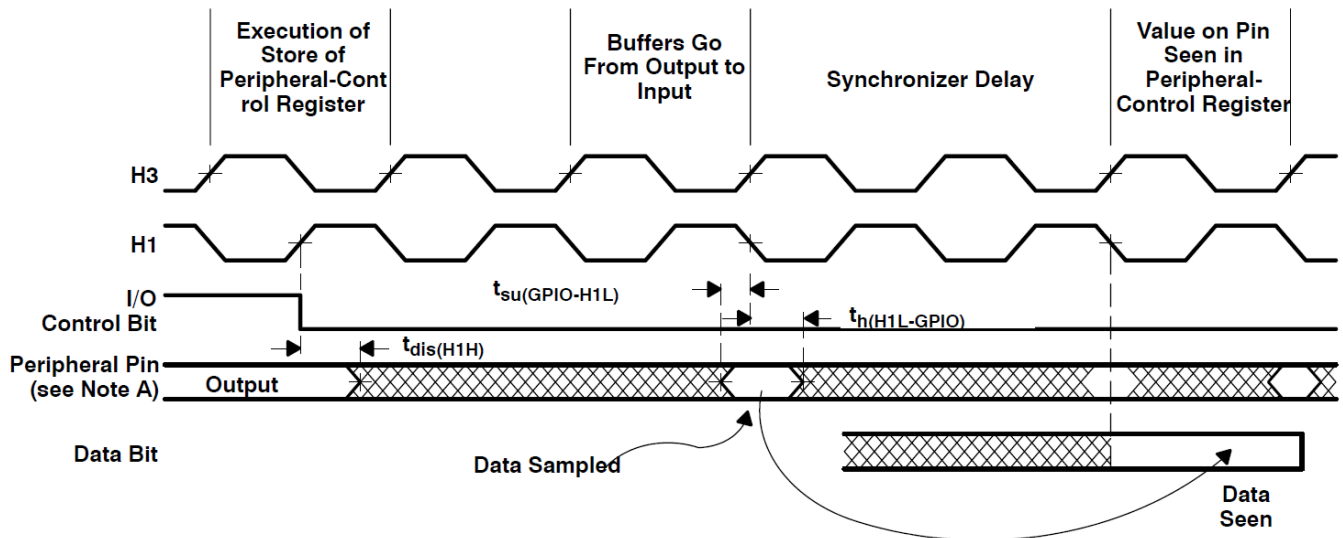 Execution of
Store of
Peripheral-Cont
rol Register
Buffers Go
From Output to
Input
Synchronizer Delay
Value on Pin
Seen in
Peripheral-
Control Register
H3
H1
I/O
Control Bit
tsu(GPIO-H1L)
th(H1L-GPIO)
tdis(H1H)
Peripheral Pin
(see Note A)
Output
Data Bit
Data Sampled
Data
Seen